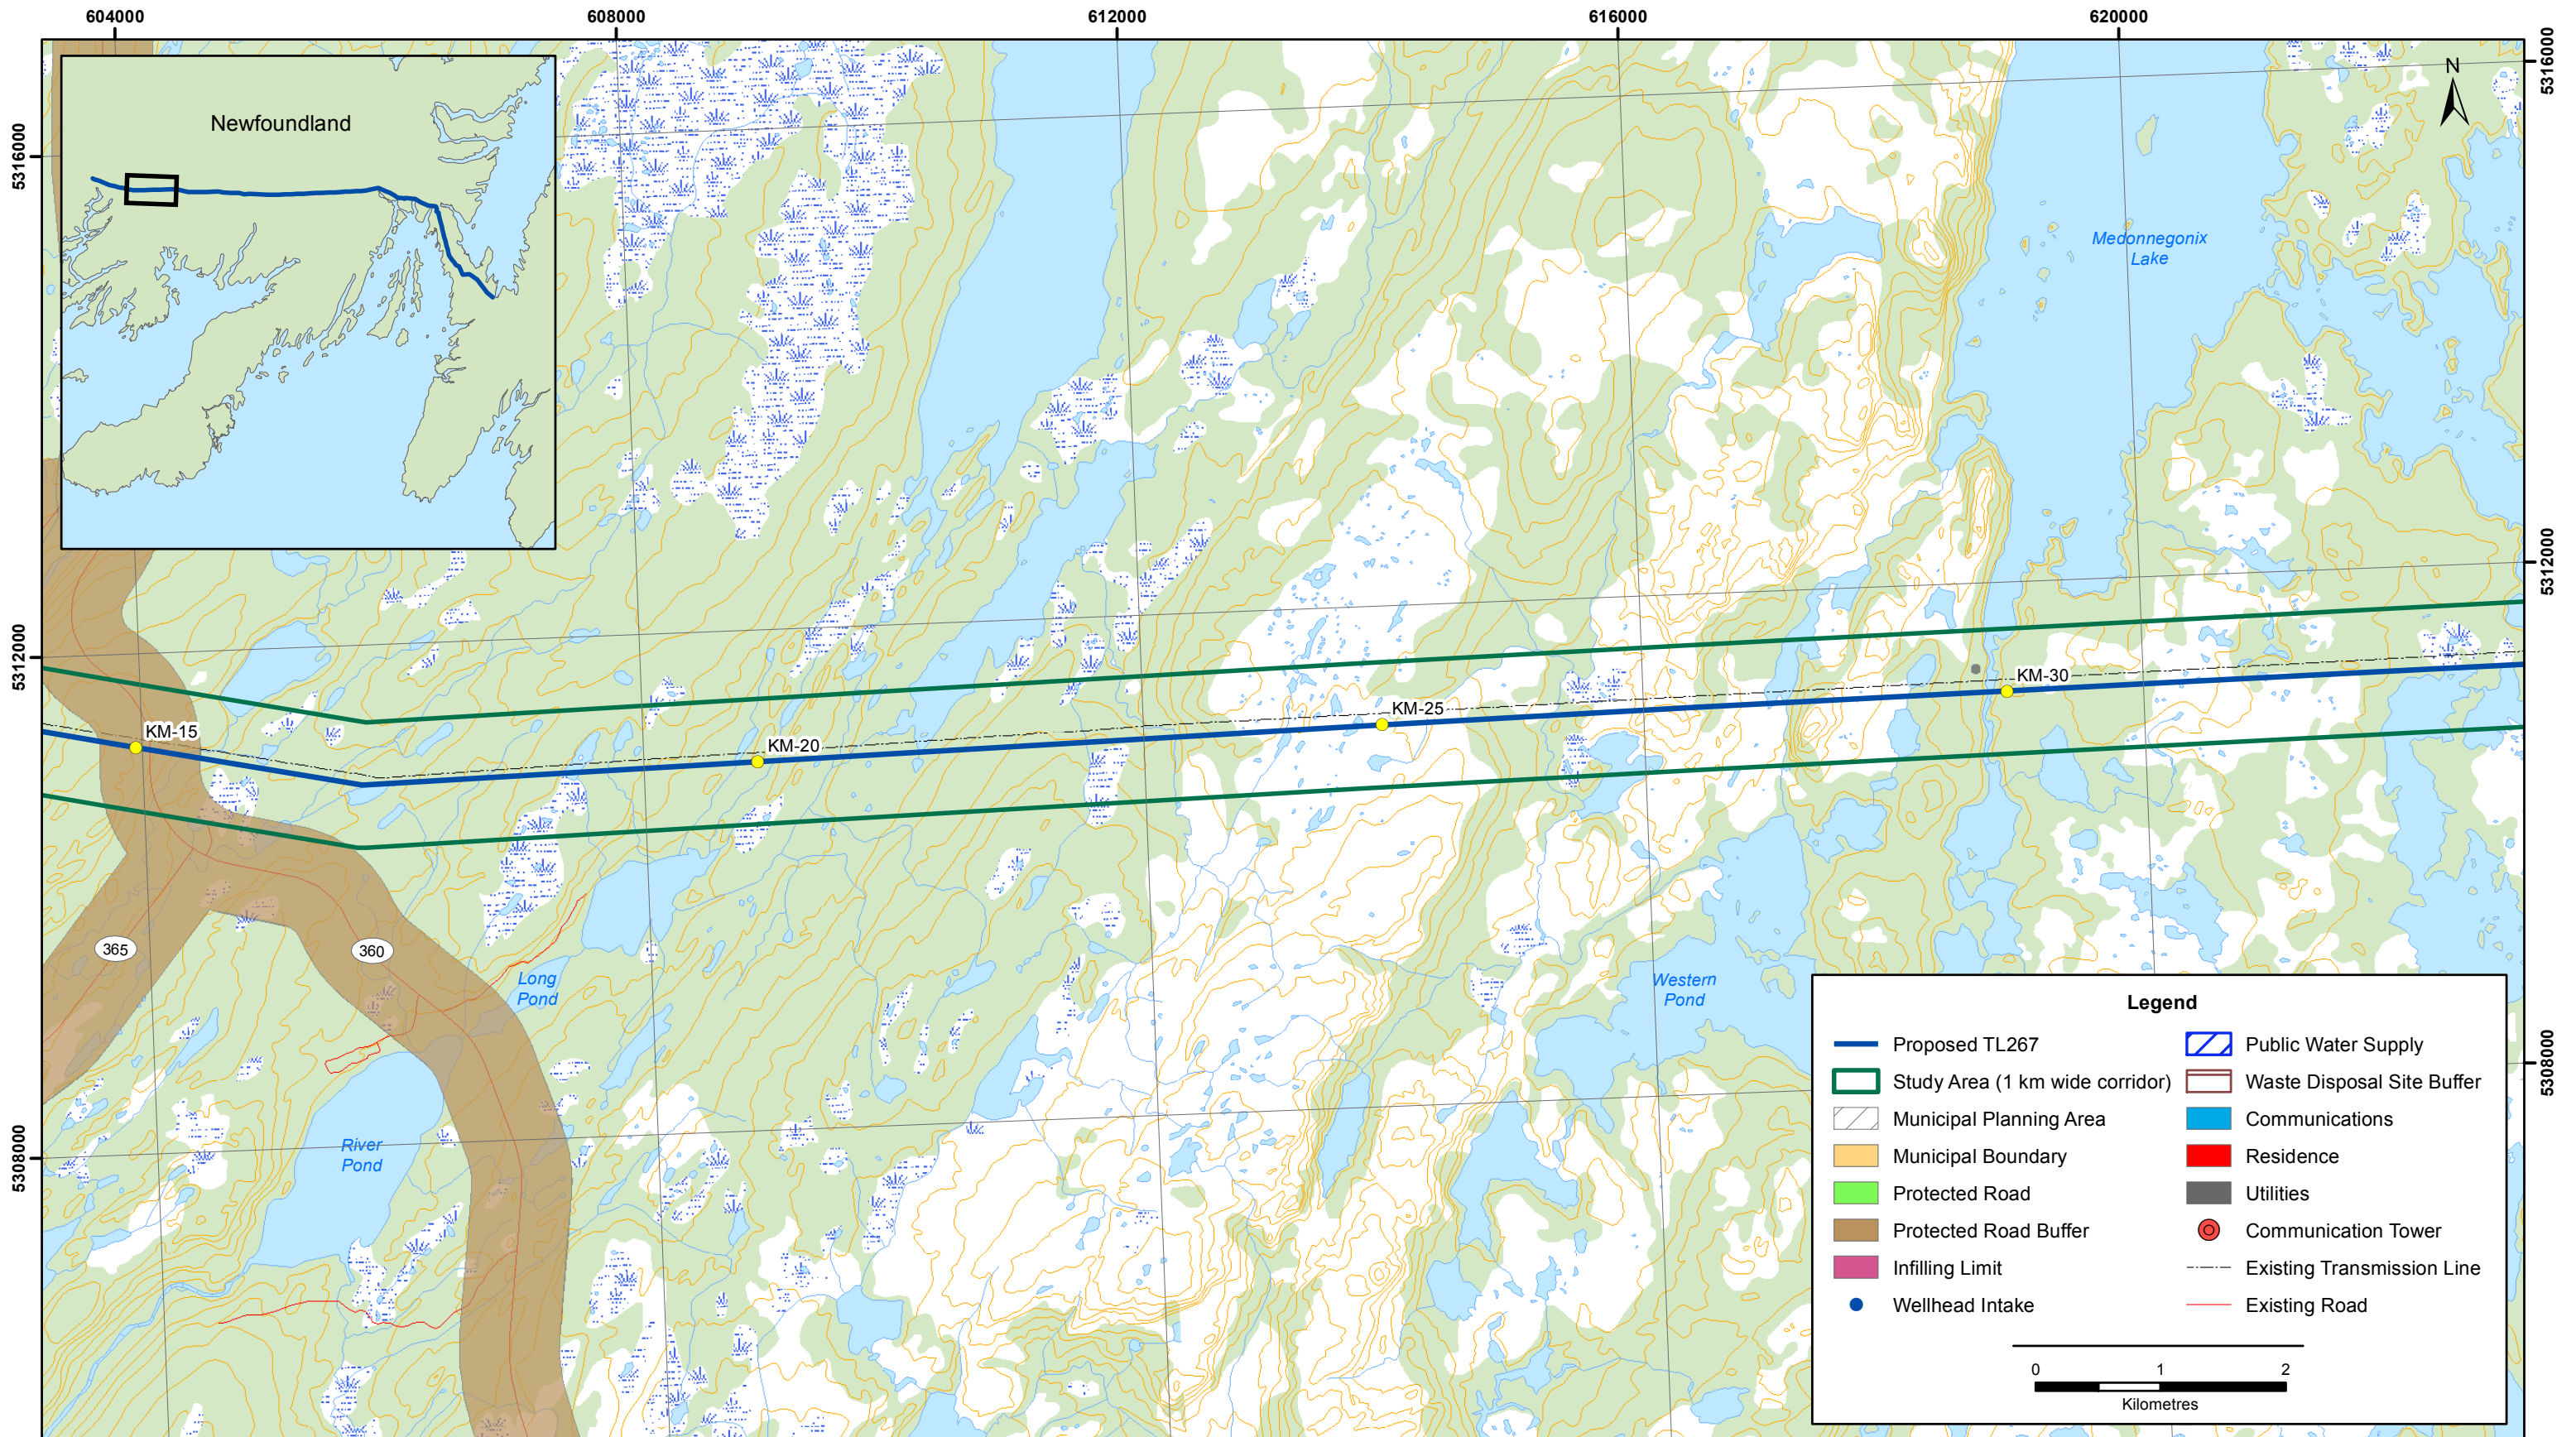 604000
608000
612000
616000
620000
5316000
5316000
N
Newfoundland
Medonnegonix
Lake
5312000
5312000
KM-15
KM-20
KM-25
KM-30
365
360
Long
Pond
Western
Pond
River
Pond
5308000
5308000
Legend
Proposed TL267
Study Area (1 km wide corridor)
Municipal Planning Area
Municipal Boundary
Protected Road
Protected Road Buffer
Infilling Limit
Wellhead Intake
Public Water Supply
Waste Disposal Site Buffer
Communications
Residence
Utilities
Communication Tower
Existing Transmission Line
Existing Road
0 1 2
Kilometres